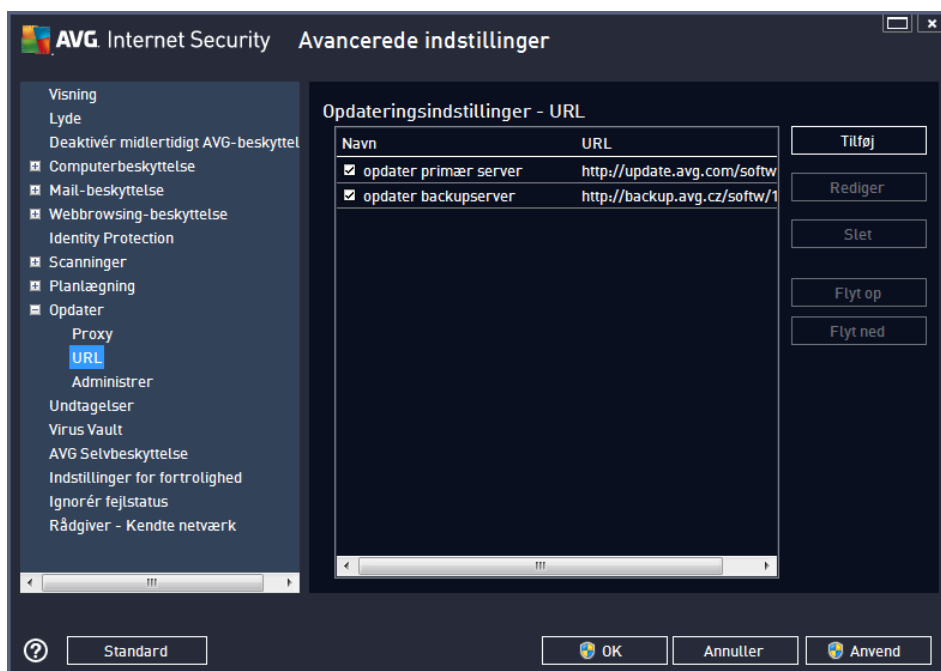 AVG. Internet Security Avancerede indstillinger
Visning
Lyde
Deaktivér midlertidigt AVG-beskyttel
Computerbeskyttelse
Mail-beskyttelse
Webbrowsing-beskyttelse
Identity Protection
Scanninger
Planlægning
Opdater
Proxy
URL
Administrer
Undtagelser
Virus Vault
AVG Selvbeskyttelse
Indstillinger for fortrolighed
Ignorér fejlstatus
Rådgiver - Kendte netværk
Opdateringsindstillinger - URL
Navn URL
opdater primær server http://update.avg.com/softw
opdater backupserver http://backup.avg.cz/softw/1
Tilføj
Rediger
Slet
Flyt op
Flyt ned
Standard
OK
Annuller
Anvend